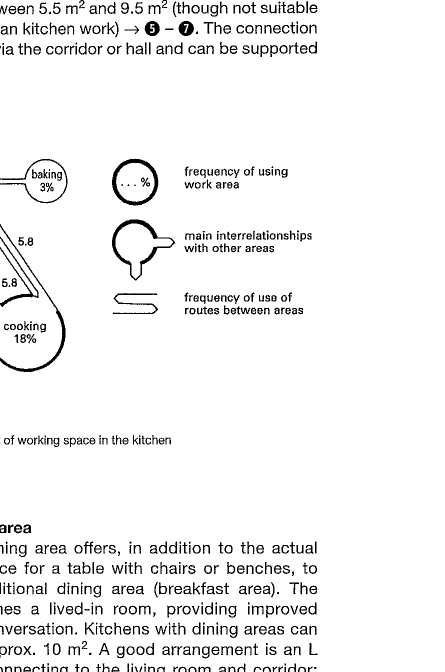 ween 5.5 m² and 9.5 m² (though not suitable
an kitchen work) → ❺ – ❼. The connection
via the corridor or hall and can be supported
baking
3%
...%
frequency of using
work area
5.8
main interrelationships
with other areas
5.8
frequency of use of
routes between areas
cooking
18%
of working space in the kitchen
area
ning area offers, in addition to the actual
ce for a table with chairs or benches, to
ditional dining area (breakfast area). The
nes a lived-in room, providing improved
nversation. Kitchens with dining areas can
prox. 10 m². A good arrangement is an L
onnecting to the living room and corridor;